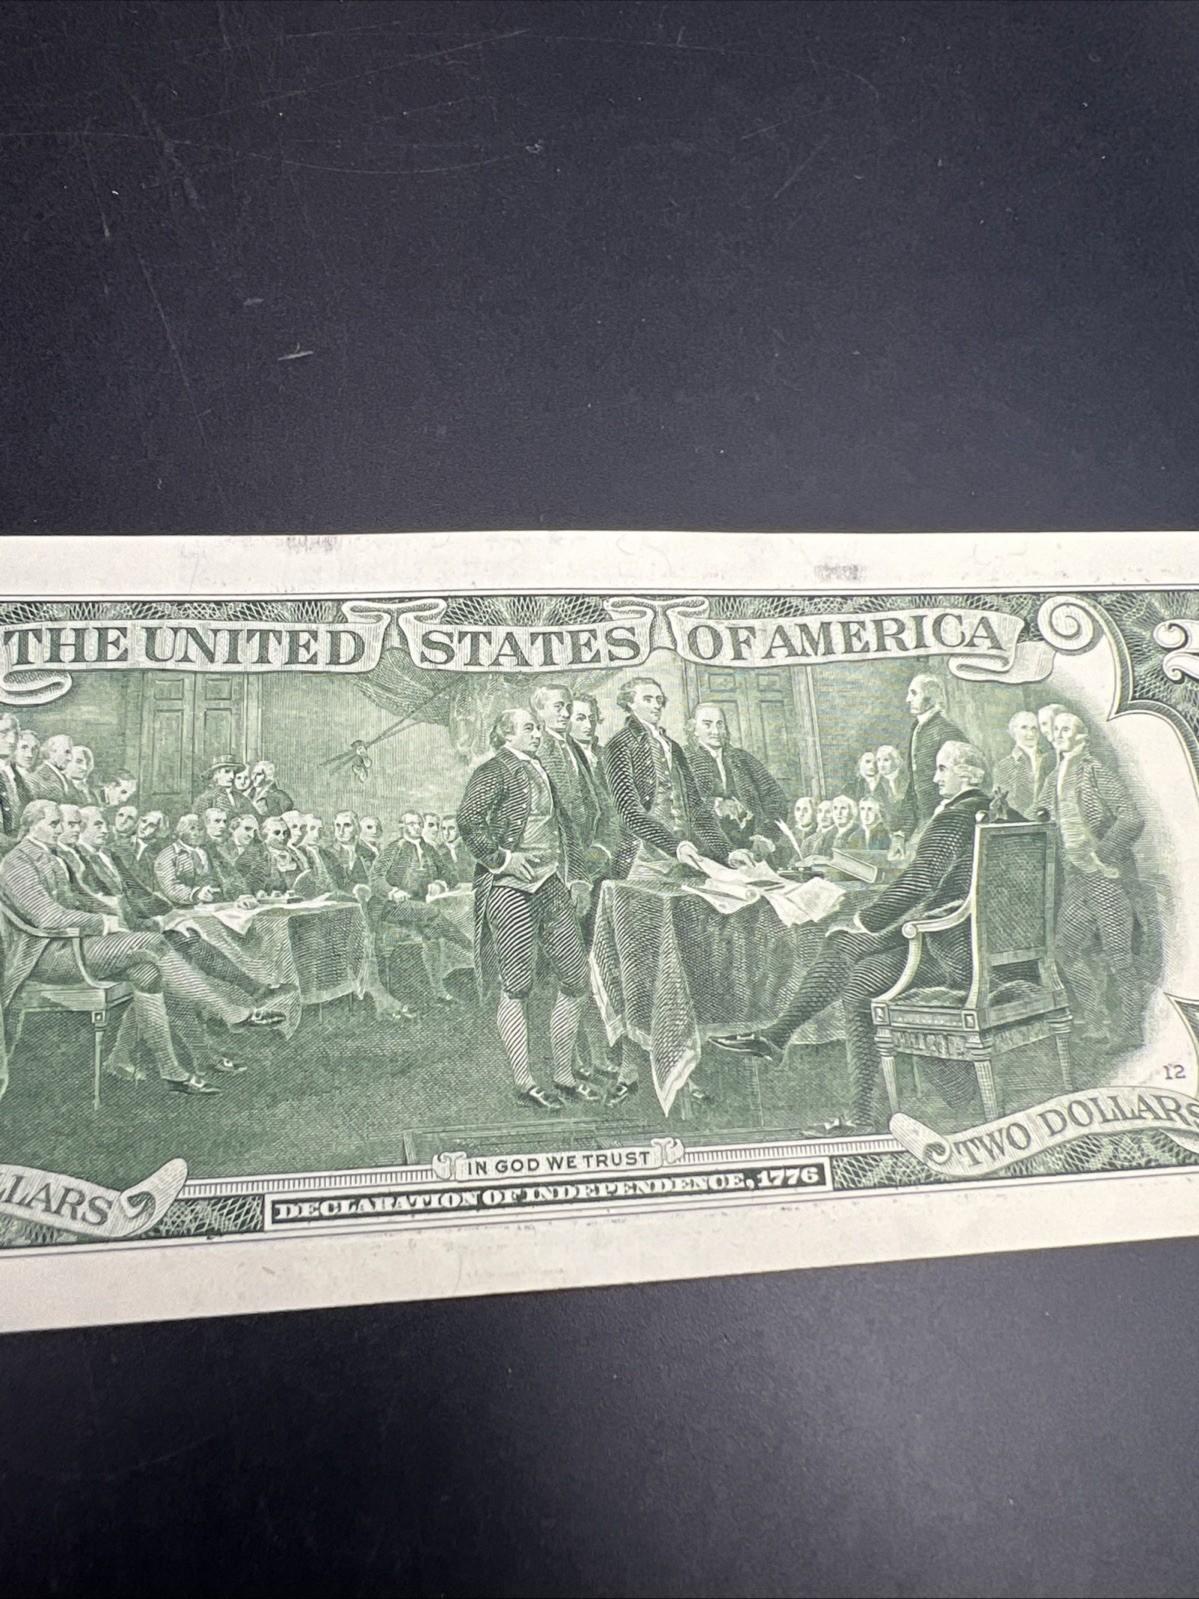 THE UNITED STATES OF AMERICA
12
TWO DOLLARS
IN GOD WE TRUST
LLARS
DECLARATION OF INDEPENDENCE, 1776